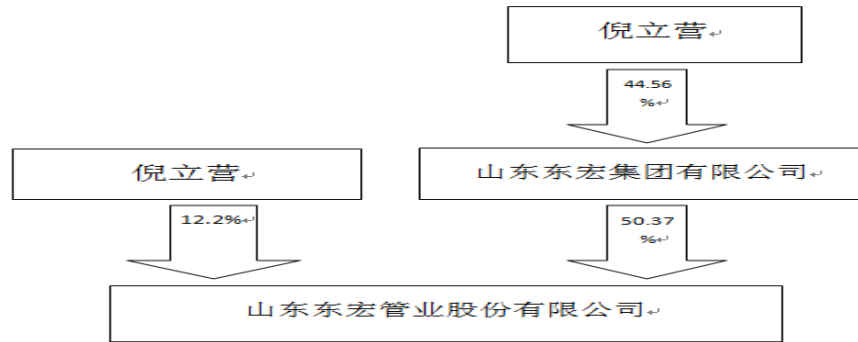 倪立营
44.56
%
倪立营
山东东宏集团有限公司
12.2%
50.37
%
山东东宏管业股份有限公司